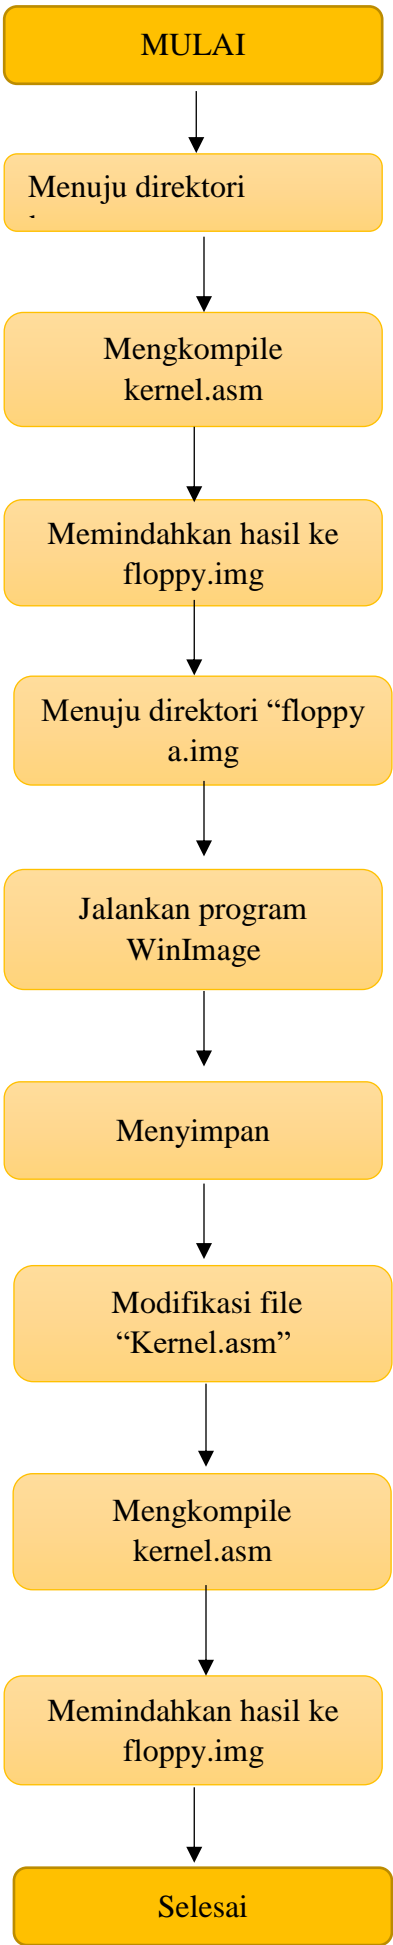 MULAI
Menuju direktori
Mengkompile
kernel.asm
Memindahkan hasil ke
floppy.img
Menuju direktori “floppy
a.img
Jalankan program
WinImage
Menyimpan
Modifikasi file
“Kernel.asm”
Mengkompile
kernel.asm
Memindahkan hasil ke
floppy.img
Selesai